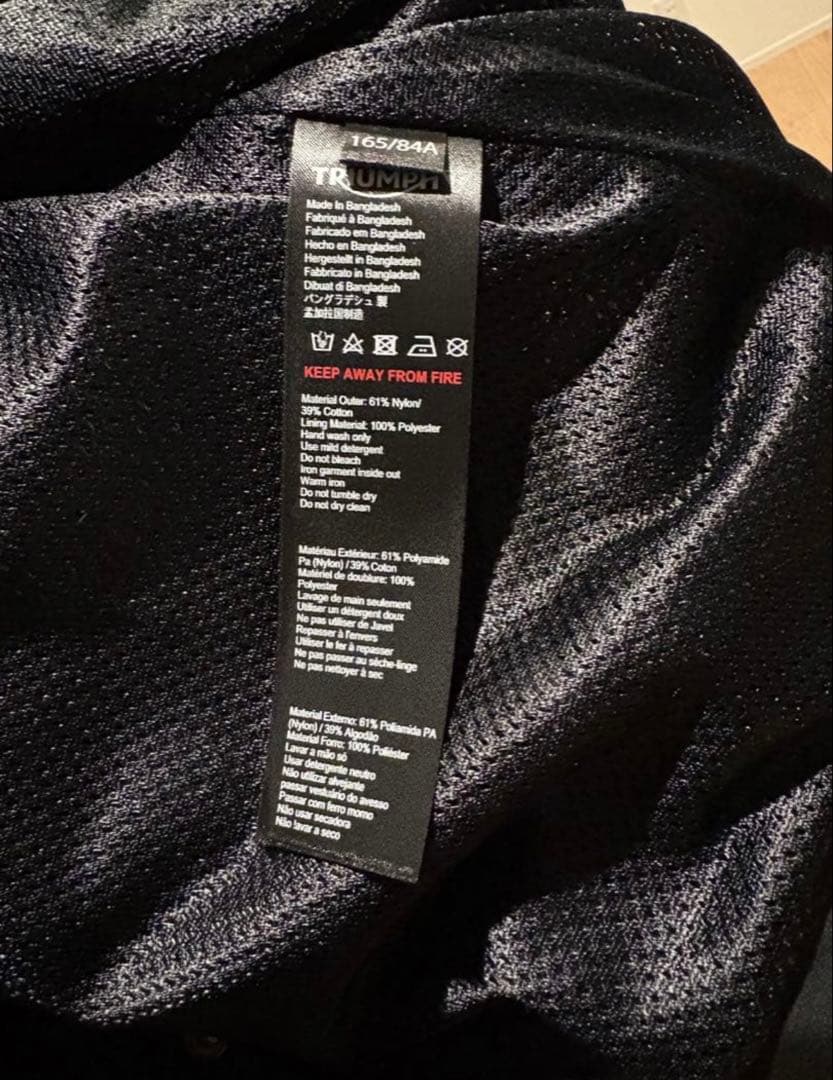 165/84A
TRIUMPH
Made In Bangladesh
Fabriqué à Bangladesh
Fabricado em Bangladesh
Hecho en Bangladesh
Hergestellt in Bangladesh
Fabbricato in Bangladesh
Dibuat di Bangladesh
バングラデシュ 製
孟加拉国制造
KEEP AWAY FROM FIRE
Material Outer: 61% Nylon/
39% Cotton
Lining Material: 100% Polyester
Hand wash only
Use mild detergent
Do not bleach
Iron garment inside out
Warm iron
Do not tumble dry
Do not dry clean
Matériau Extérieur: 61% Polyamide
Pa (Nylon) / 39% Coton
Matériel de doublure: 100%
Polyester
Lavage de main seulement
Utiliser un détergent doux
Ne pas utiliser de Javel
Repasser à l'envers
Utiliser le fer à repasser
Ne pas passer au sèche-linge
Ne pas nettoyer à sec
Material Externo: 61% Poliamida PA
(Nylon) / 39% Algodão
Material Forro: 100% Poliéster
Lavar a mão só
Usar detergente neutro
Não utilizar alvejante
passar vestuário do avesso
Passar com ferro morno
Não usar secadora
Não lavar a seco